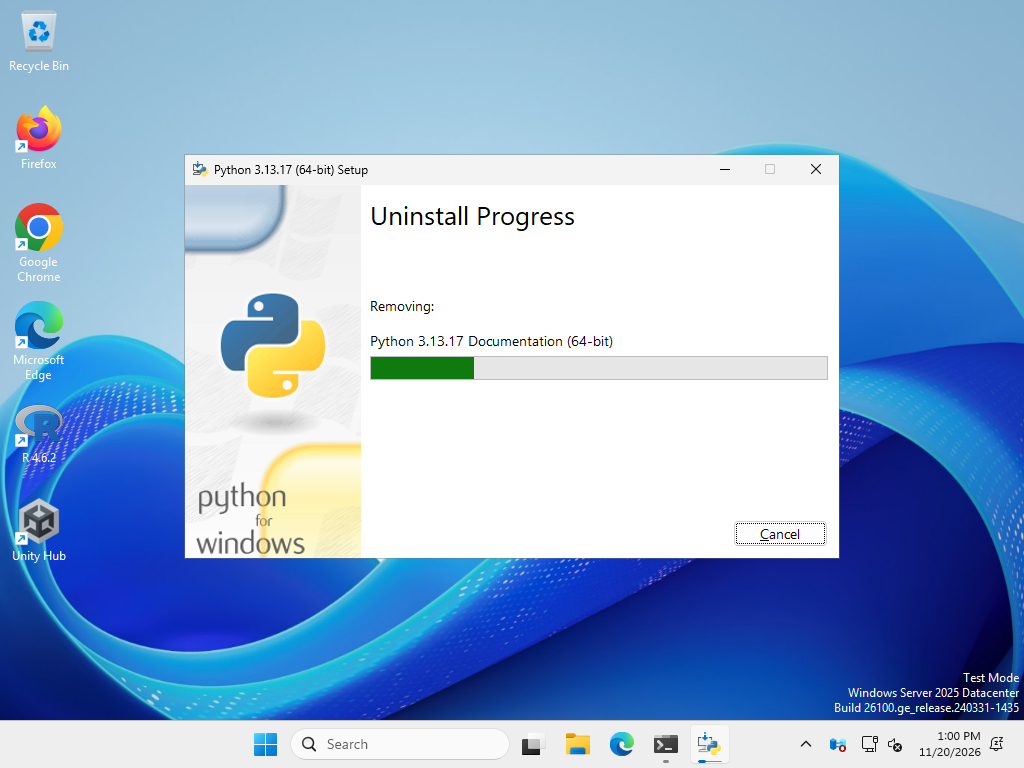 Recycle Bin
Firefox
Google
Chrome
Microsoft
Edge
R 4.6.2
Unity Hub
Python 3.13.17 (64-bit) Setup
Uninstall Progress
Removing:
Python 3.13.17 Documentation (64-bit)
python
for
windows
Cancel
Test Mode
Windows Server 2025 Datacenter
Build 26100.ge_release.240331-1435
Search
1:00 PM
11/20/2026